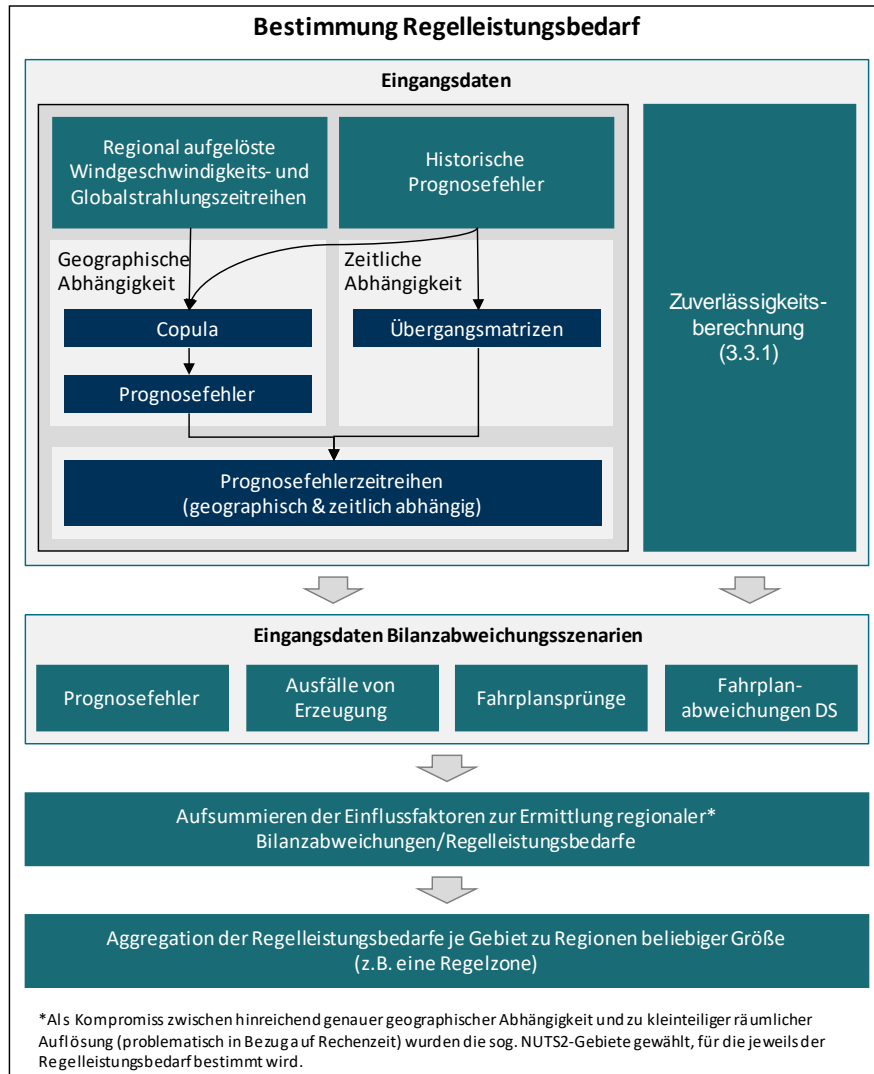 Bestimmung Regelleistungsbedarf
Eingangsdaten
Regional aufgelöste
Windgeschwindigkeits- und
Globalstrahlungszeitreihen
Historische
Prognosefehler
Geographische
Abhängigkeit
Zeitliche
Abhängigkeit
Copula
Übergangsmatrizen
Prognosefehler
Prognosefehlerzeitreihen
(geographisch & zeitlich abhängig)
Zuverlässigkeits-
berechnung
(3.3.1)
Eingangsdaten Bilanzabweichungsszenarien
Prognosefehler
Ausfälle von
Erzeugung
Fahrplansprünge
Fahrplan-
abweichungen DS
Aufsummieren der Einflussfaktoren zur Ermittlung regionaler*
Bilanzabweichungen/Regelleistungsbedarfe
Aggregation der Regelleistungsbedarfe je Gebiet zu Regionen beliebiger Größe
(z.B. eine Regelzone)
*Als Kompromiss zwischen hinreichend genauer geographischer Abhängigkeit und zu kleinteiliger räumlicher
Auflösung (problematisch in Bezug auf Rechenzeit) wurden die sog. NUTS2-Gebiete gewählt, für die jeweils der
Regelleistungsbedarf bestimmt wird.